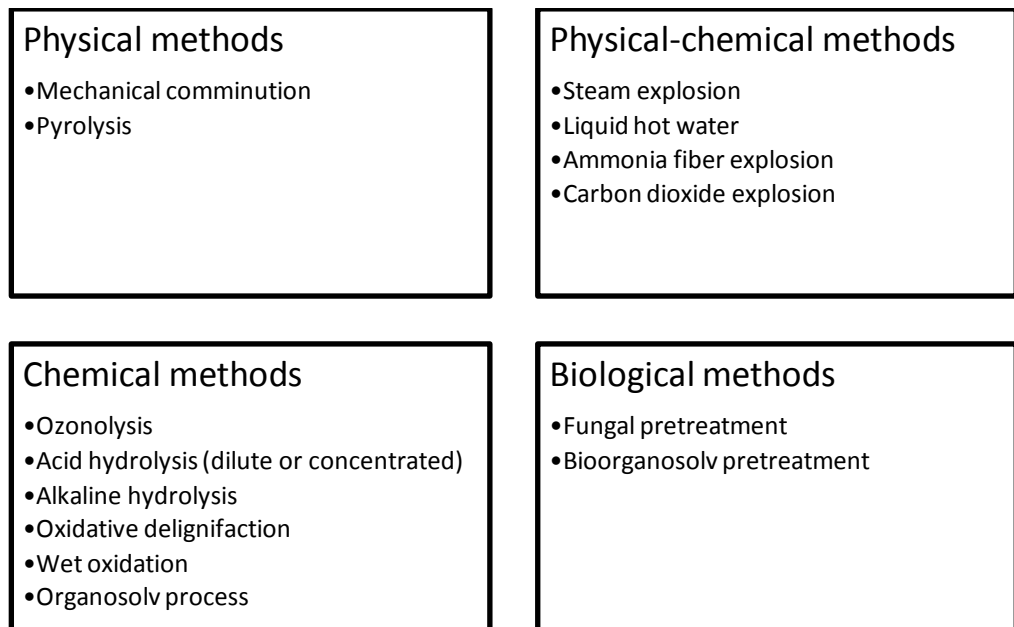 Physical methods
•Mechanical comminution
•Pyrolysis
Physical-chemical methods
•Steam explosion
•Liquid hot water
•Ammonia fiber explosion
•Carbon dioxide explosion
Chemical methods
•Ozonolysis
•Acid hydrolysis (dilute or concentrated)
•Alkaline hydrolysis
•Oxidative delignifaction
•Wet oxidation
•Organosolv process
Biological methods
•Fungal pretreatment
•Bioorganosolv pretreatment